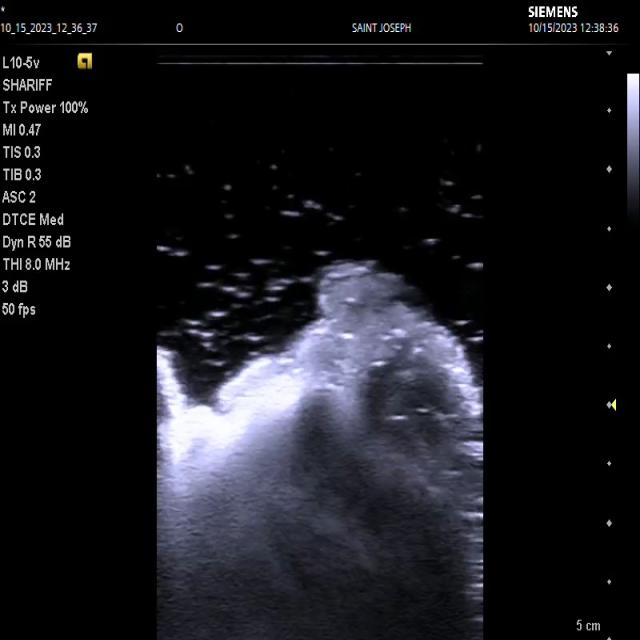 *
SIEMENS
10_15_2023_12_36_37 O SAINT JOSEPH 10/15/2023 12:38:36
L10-5v
SHARIFF
Tx Power 100%
MI 0.47
TIS 0.3
TIB 0.3
ASC 2
DTCE Med
Dyn R 55 dB
THI 8.0 MHz
3 dB
50 fps
5 cm